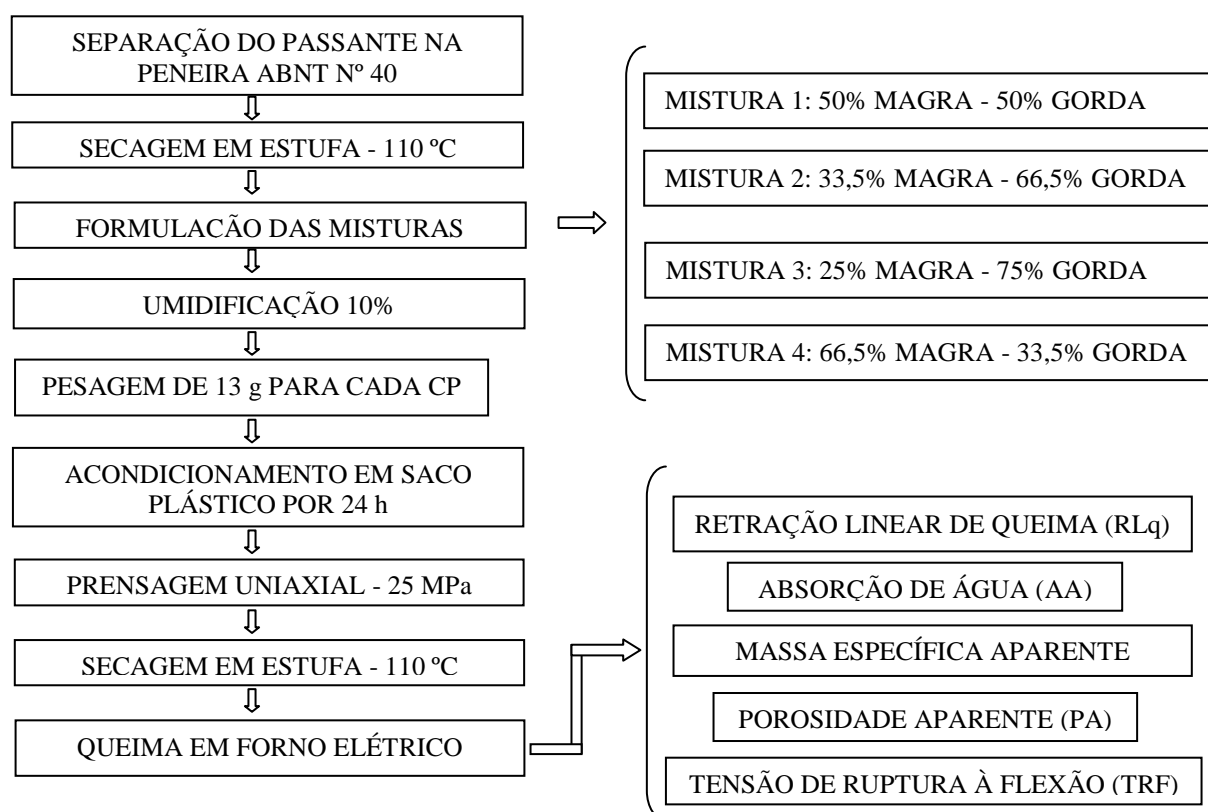 SEPARAÇÃO DO PASSANTE NA
PENEIRA ABNT Nº 40
SECAGEM EM ESTUFA - 110 ºC
FORMULACÃO DAS MISTURAS
UMIDIFICAÇÃO 10%
PESAGEM DE 13 g PARA CADA CP
ACONDICIONAMENTO EM SACO
PLÁSTICO POR 24 h
PRENSAGEM UNIAXIAL - 25 MPa
SECAGEM EM ESTUFA - 110 ºC
QUEIMA EM FORNO ELÉTRICO
MISTURA 1: 50% MAGRA - 50% GORDA
MISTURA 2: 33,5% MAGRA - 66,5% GORDA
MISTURA 3: 25% MAGRA - 75% GORDA
MISTURA 4: 66,5% MAGRA - 33,5% GORDA
RETRAÇÃO LINEAR DE QUEIMA (RLq)
ABSORÇÃO DE ÁGUA (AA)
MASSA ESPECÍFICA APARENTE
POROSIDADE APARENTE (PA)
TENSÃO DE RUPTURA À FLEXÃO (TRF)